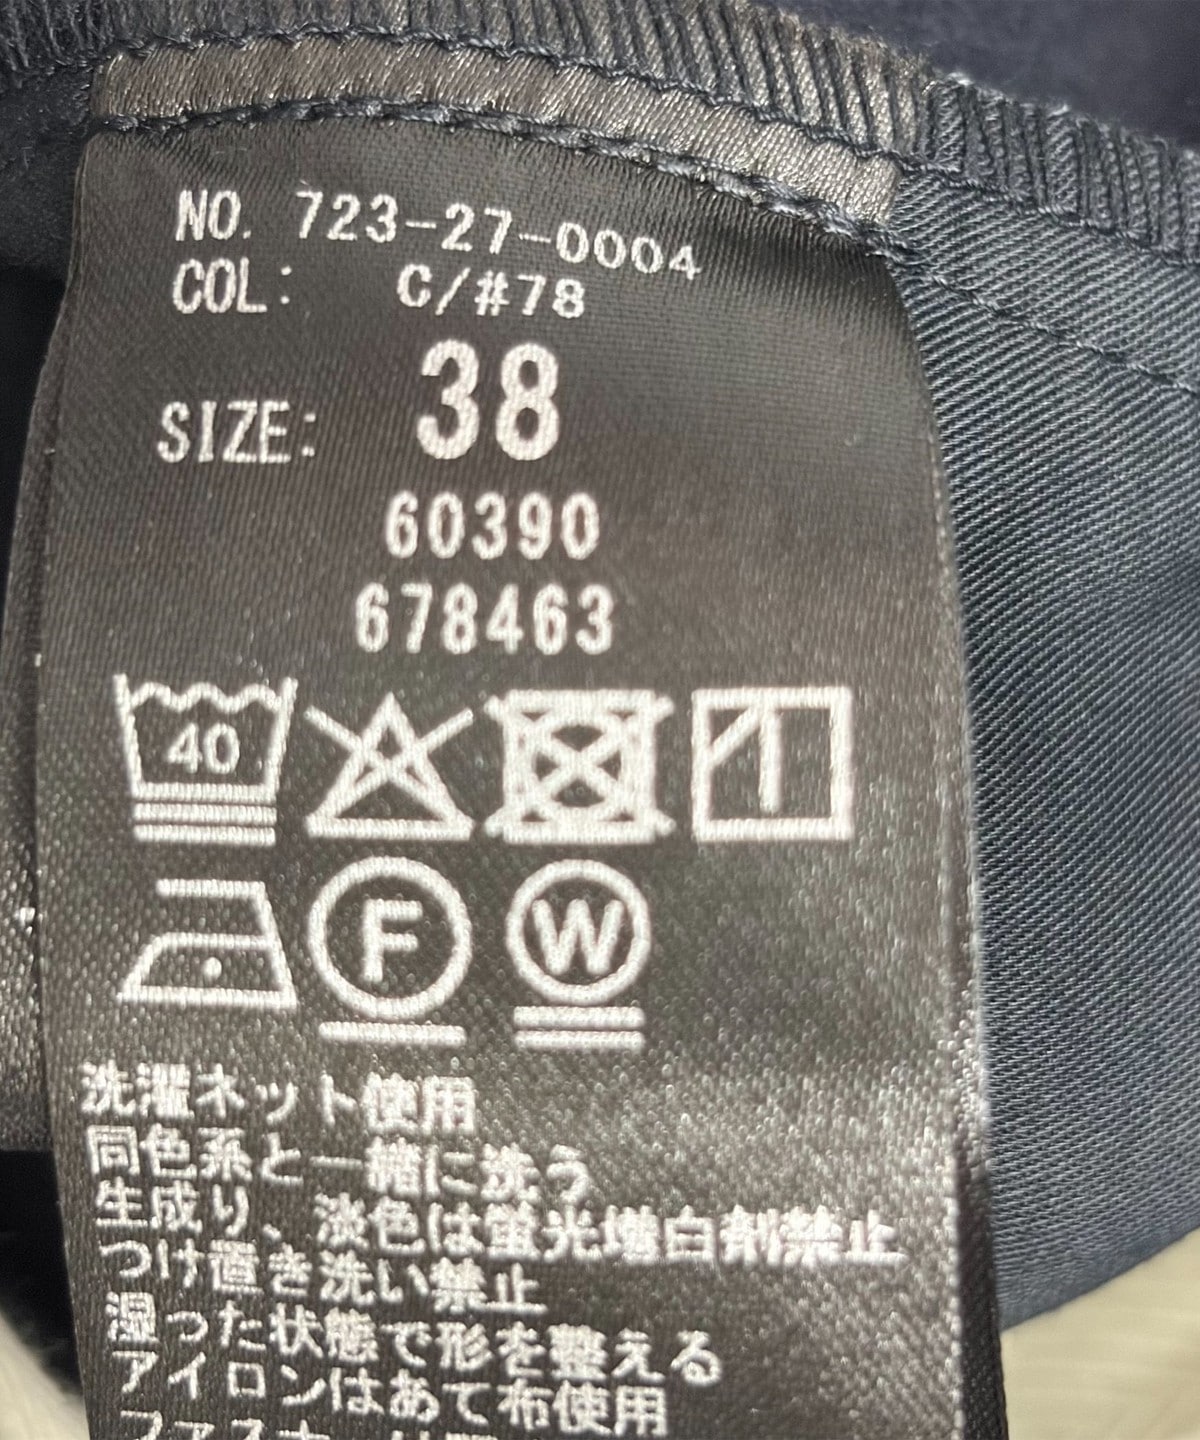 NO. 723-27-0004
COL: C/#78
SIZE: 38
60390
678463
40
F W
洗濯ネット使用
同色系と一緒に洗う
生成り、淡色は蛍光増白剤禁止
つけ置き洗い禁止
湿った状態で形を整える
アイロンはあて布使用